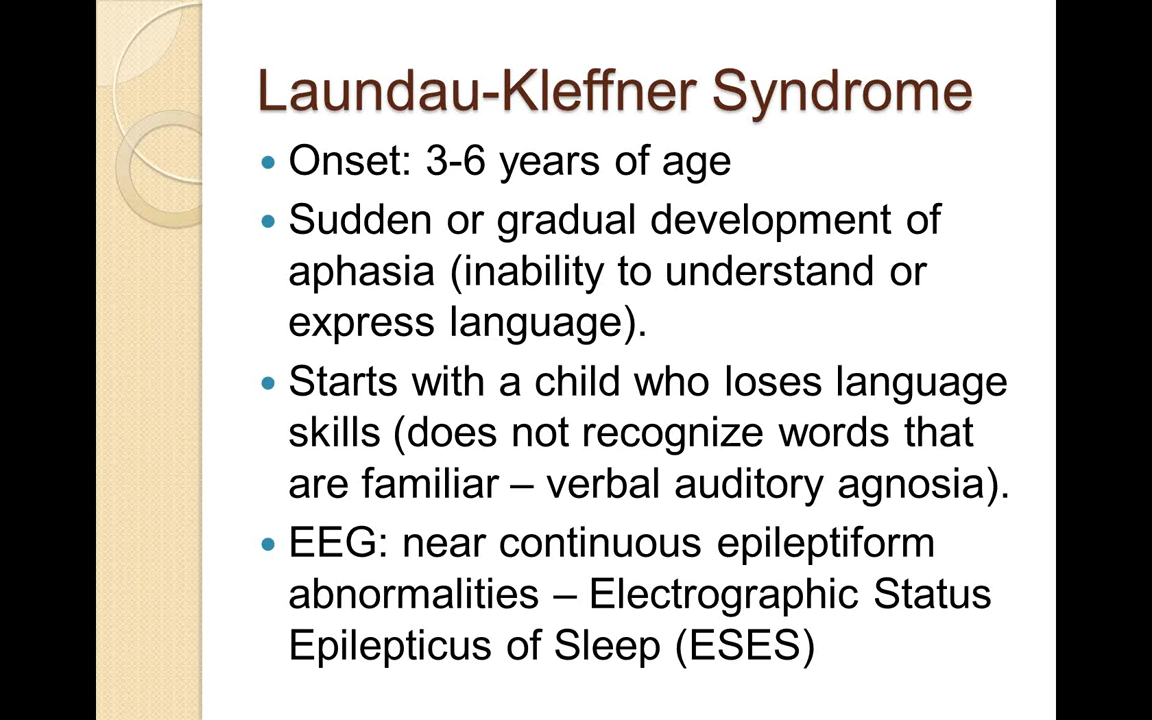 Laundau-Kleffner Syndrome
• Onset: 3-6 years of age
• Sudden or gradual development of
aphasia (inability to understand or
express language).
• Starts with a child who loses language
skills (does not recognize words that
are familiar – verbal auditory agnosia).
• EEG: near continuous epileptiform
abnormalities – Electrographic Status
Epilepticus of Sleep (ESES)